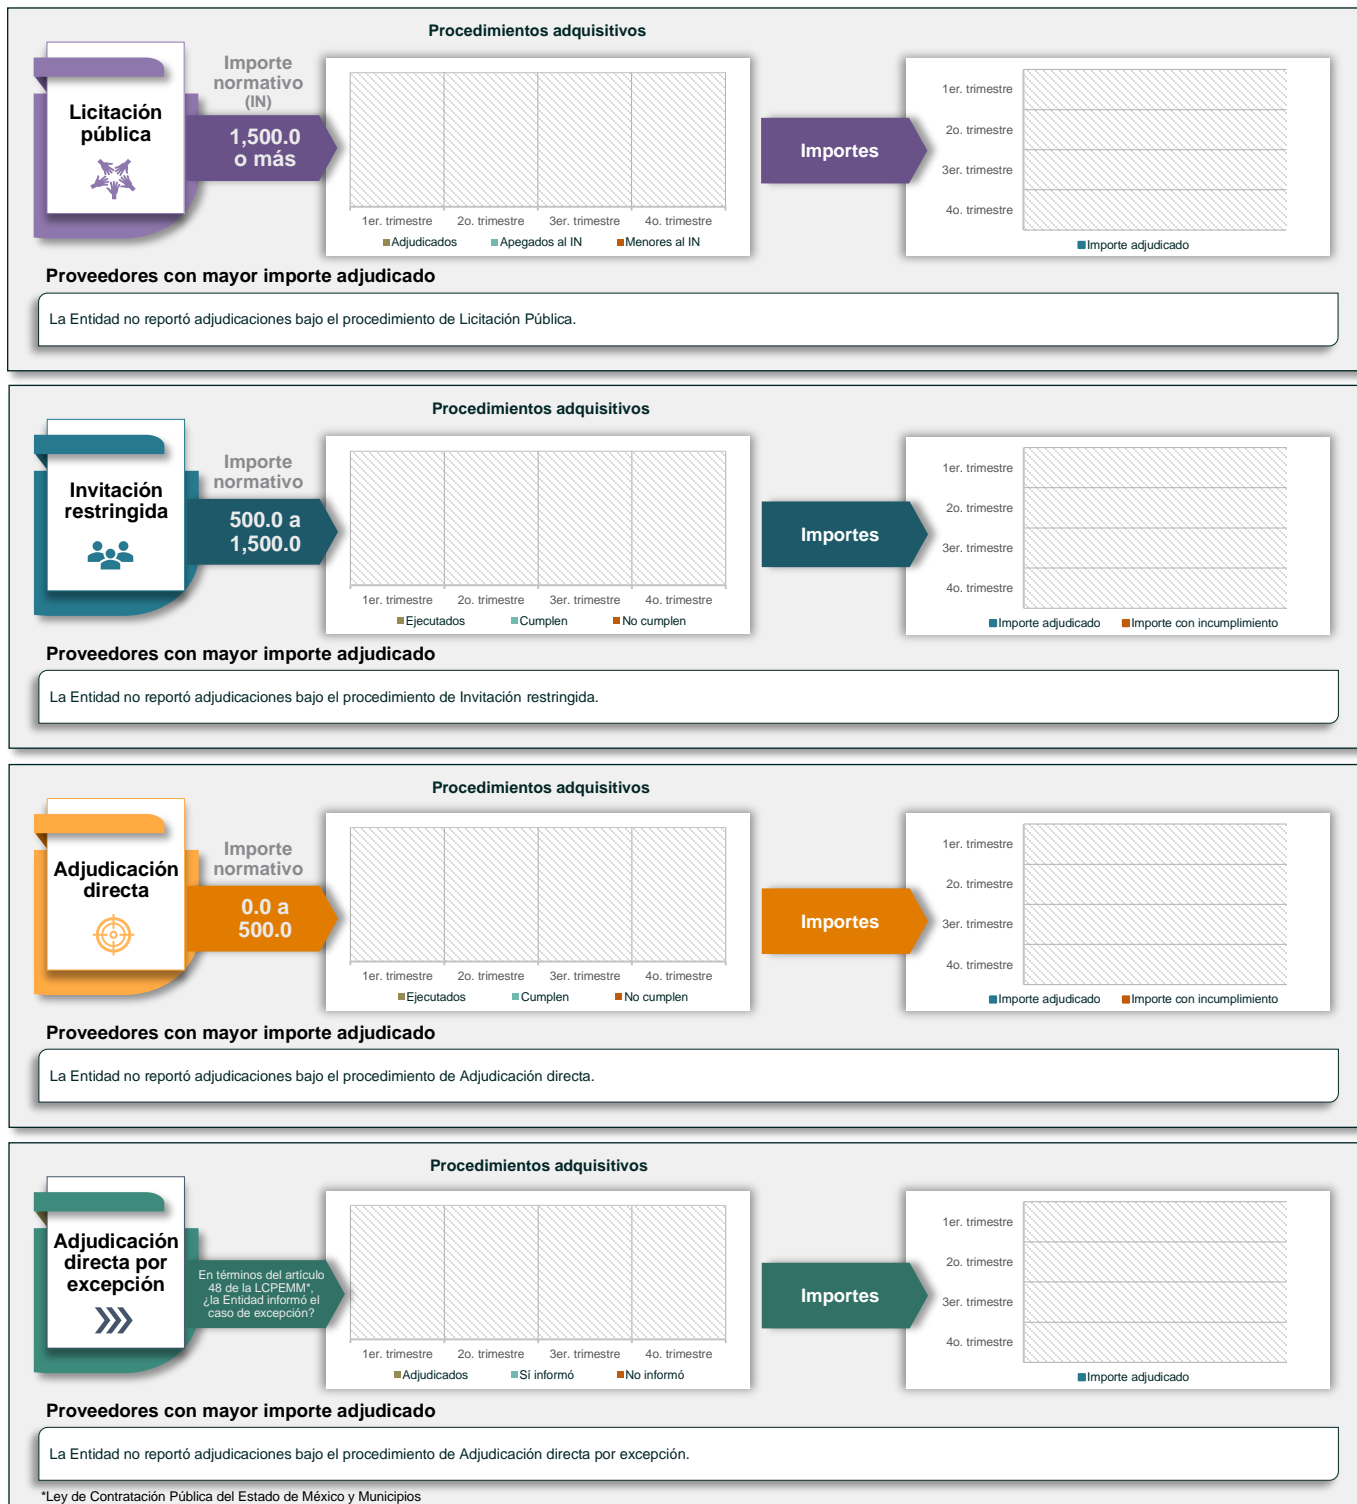 Procedimientos adquisitivos
Licitación
pública
Importe
normativo
(IN)
1,500.0
o más
1er. trimestre 2o. trimestre 3er. trimestre 4o. trimestre
Adjudicados Apegados al IN Menores al IN
Importes
1er. trimestre
2o. trimestre
3er. trimestre
4o. trimestre
Importe adjudicado
Proveedores con mayor importe adjudicado
La Entidad no reportó adjudicaciones bajo el procedimiento de Licitación Pública.
Procedimientos adquisitivos
Invitación
restringida
Importe
normativo
500.0 a
1,500.0
1er. trimestre 2o. trimestre 3er. trimestre 4o. trimestre
Ejecutados Cumplen No cumplen
Importes
1er. trimestre
2o. trimestre
3er. trimestre
4o. trimestre
Importe adjudicado Importe con incumplimiento
Proveedores con mayor importe adjudicado
La Entidad no reportó adjudicaciones bajo el procedimiento de Invitación restringida.
Procedimientos adquisitivos
Adjudicación
directa
Importe
normativo
0.0 a
500.0
1er. trimestre 2o. trimestre 3er. trimestre 4o. trimestre
Ejecutados Cumplen No cumplen
Importes
1er. trimestre
2o. trimestre
3er. trimestre
4o. trimestre
Importe adjudicado Importe con incumplimiento
Proveedores con mayor importe adjudicado
La Entidad no reportó adjudicaciones bajo el procedimiento de Adjudicación directa.
Procedimientos adquisitivos
Adjudicación
directa por
excepción
En términos del artículo
48 de la LCPEMM*,
¿la Entidad informó el
caso de excepción?
1er. trimestre 2o. trimestre 3er. trimestre 4o. trimestre
Adjudicados Sí informó No informó
Importes
1er. trimestre
2o. trimestre
3er. trimestre
4o. trimestre
Importe adjudicado
Proveedores con mayor importe adjudicado
La Entidad no reportó adjudicaciones bajo el procedimiento de Adjudicación directa por excepción.
*Ley de Contratación Pública del Estado de México y Municipios